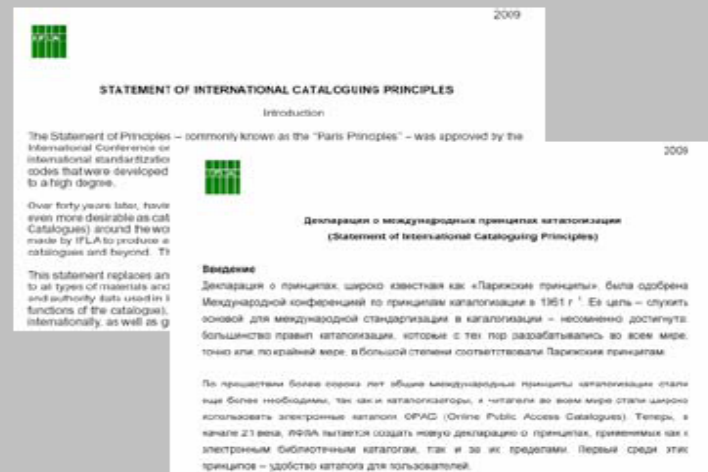 2009
IFLA
STATEMENT OF INTERNATIONAL CATALOGUING PRINCIPLES
Introduction
The Statement of Principles – commonly known as the "Paris Principles" – was approved by the
International Conference on
international standardizatio
codes that were developed
to a high degree.
Over forty years later, havin
even more desirable as cat
Catalogues) around the wo
made by IFLA to produce a
catalogues and beyond. Th
This statement replaces an
to all types of materials and
and authority data used in l
functions of the catalogue),
internationally, as well as g
2009
Декларация о международных принципах каталогизации
(Statement of International Cataloguing Principles)
Введение
Декларация о принципах, широко известная как «Парижские принципы», была одобрена
Международной конференцией по принципам каталогизации в 1961 г ¹. Ее цель – служить
основой для международной стандартизации в каталогизации – несомненно достигнута:
большинство правил каталогизации, которые с тех пор разрабатывались во всем мире,
точно или, по крайней мере, в большой степени соответствовали Парижским принципам.
По прошествии более сорока лет общие международные принципы каталогизации стали
еще более необходимы, так как и каталогизаторы, и читатели во всем мире стали широко
использовать электронные каталоги OPAC (Online Public Access Catalogues). Теперь, в
начале 21 века, ИФЛА пытается создать новую декларацию о принципах, применимых как к
электронным библиотечным каталогам, так и за их пределами. Первый среди этих
принципов – удобство каталога для пользователей.